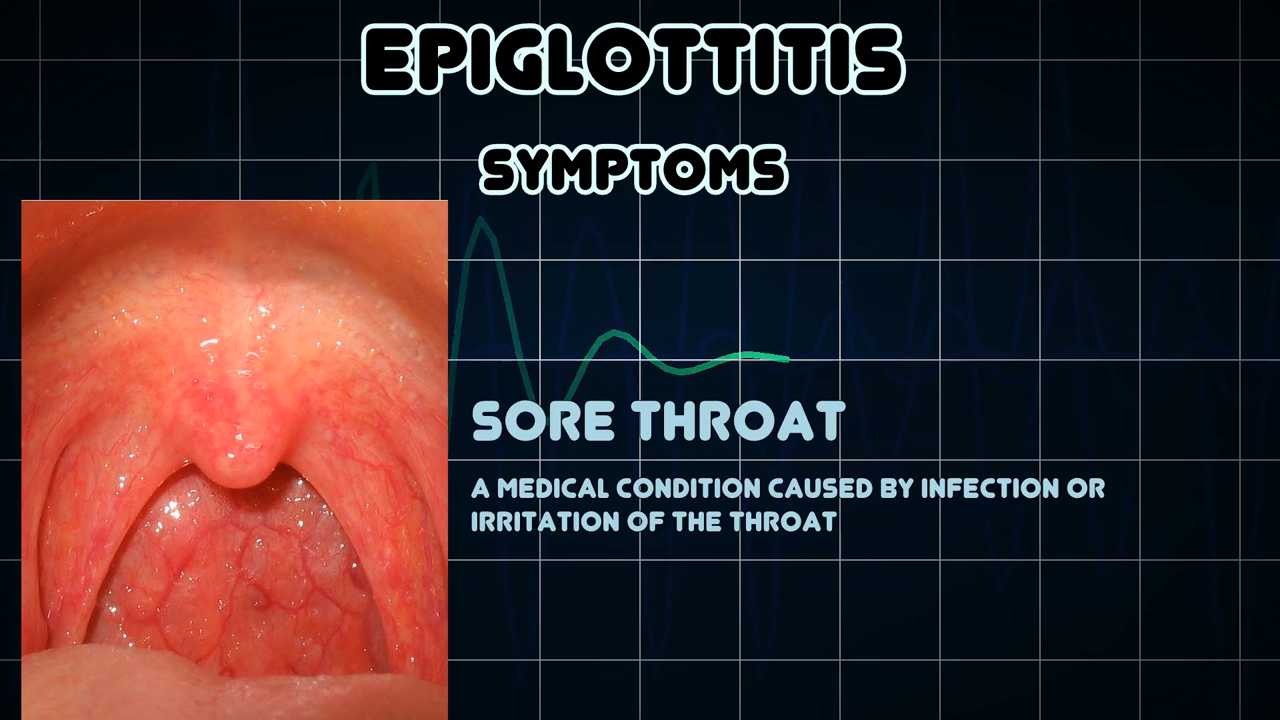 EPIGLOTTITIS
SYMPTOMS
SORE THROAT
A MEDICAL CONDITION CAUSED BY INFECTION OR
IRRITATION OF THE THROAT